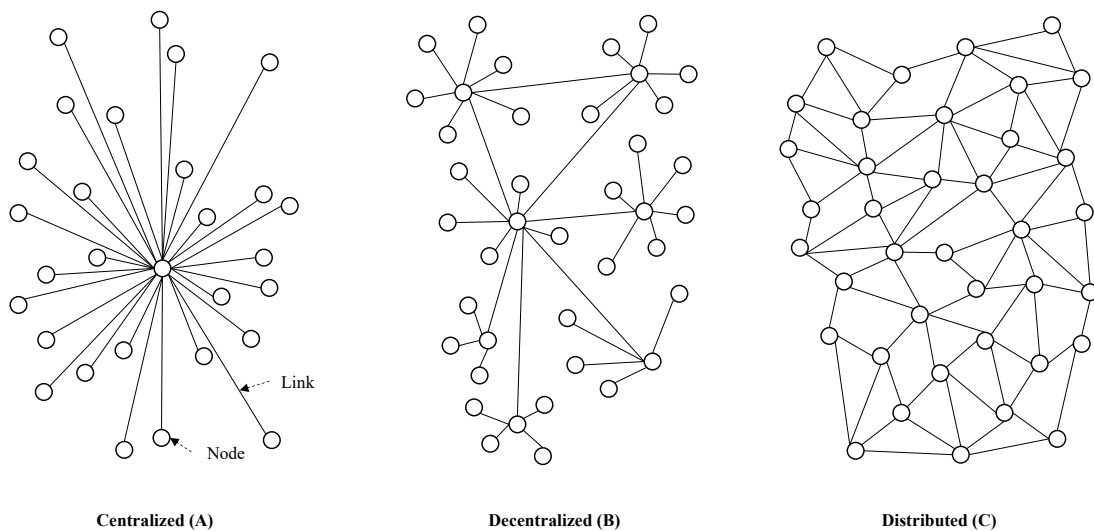 Link
Node
Centralized (A)
Decentralized (B)
Distributed (C)